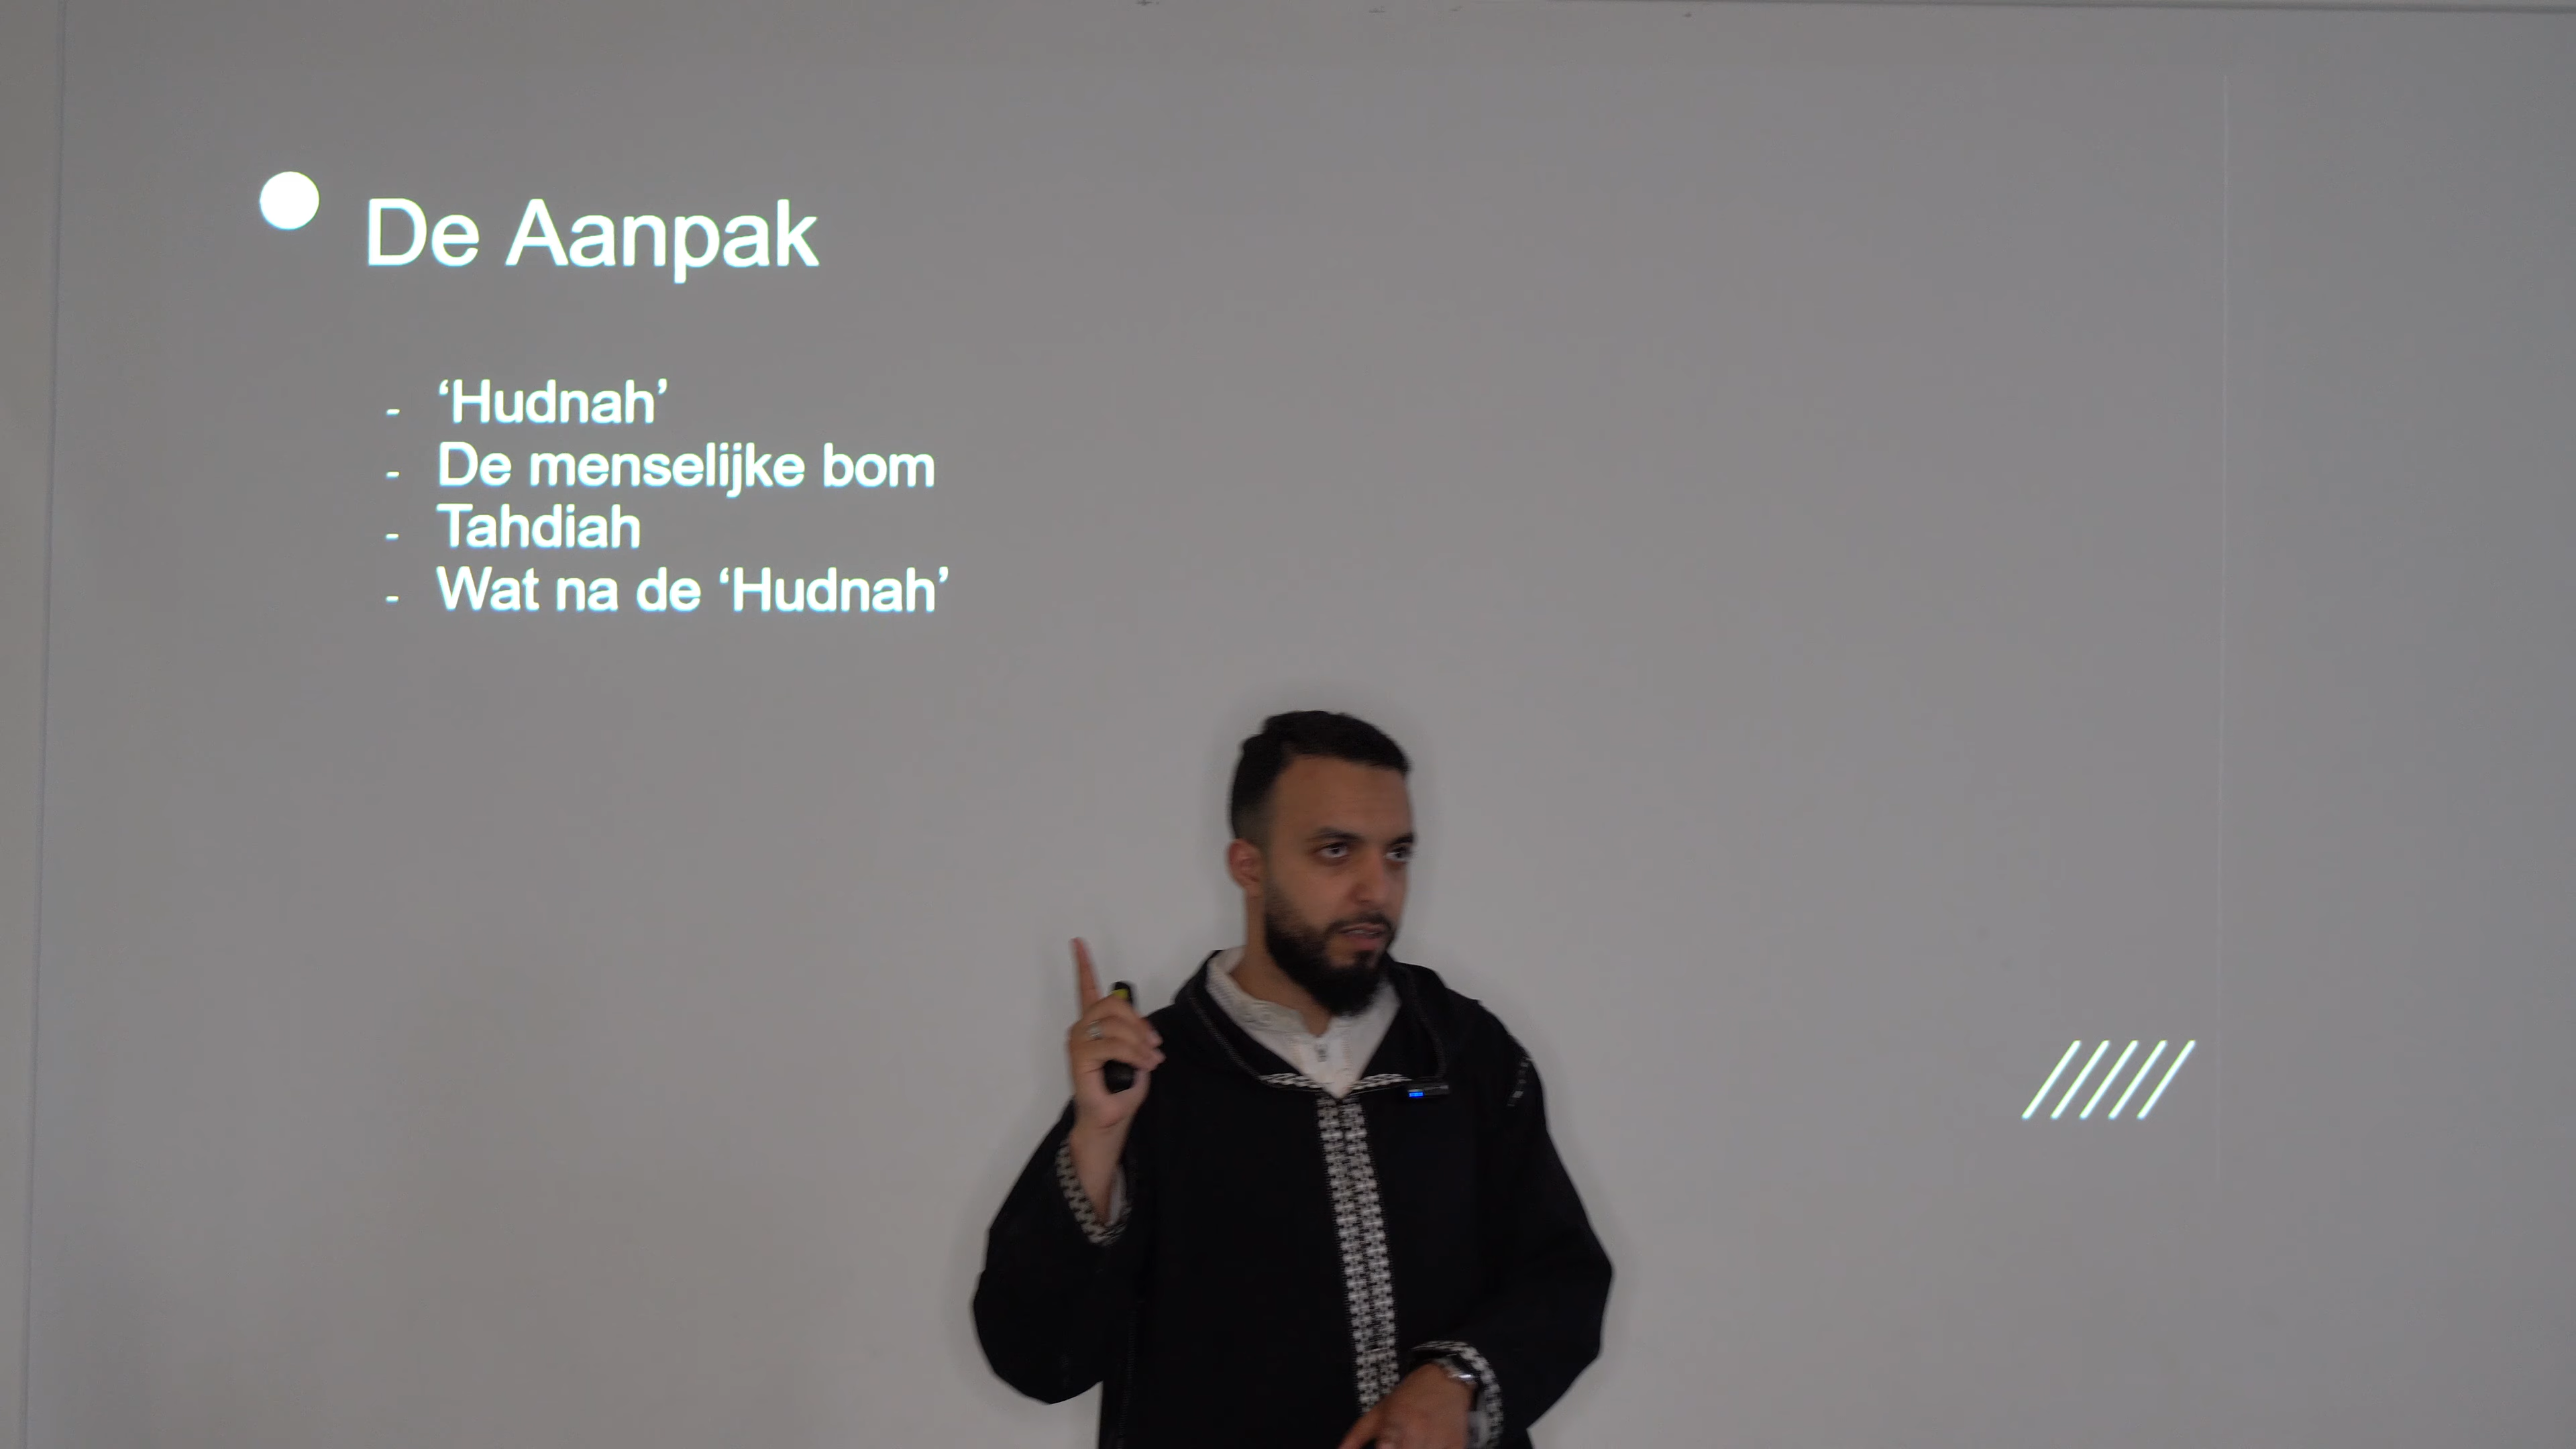 De Aanpak
- ‘Hudnah’
- De menselijke bom
- Tahdiah
- Wat na de ‘Hudnah’